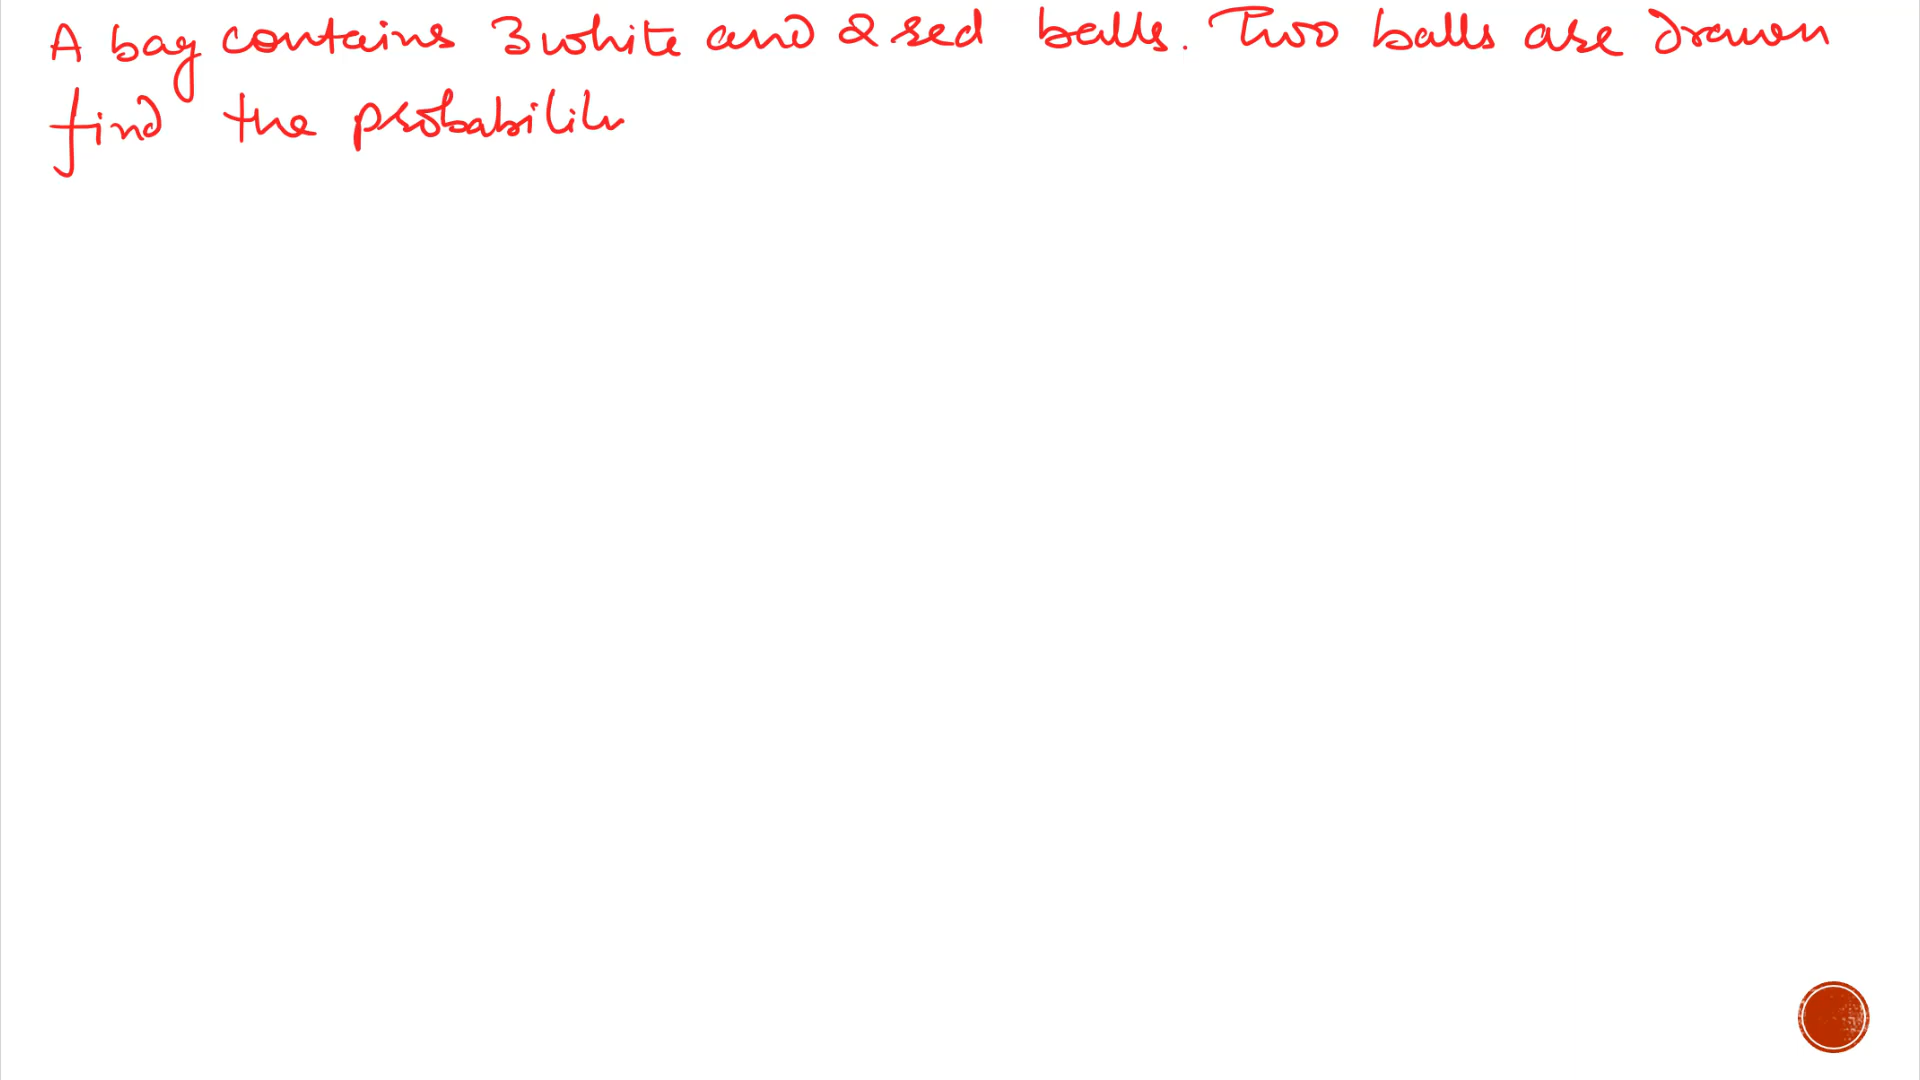 A bag contains 3 white and 2 red balls. Two balls are drawn
find the probabilit